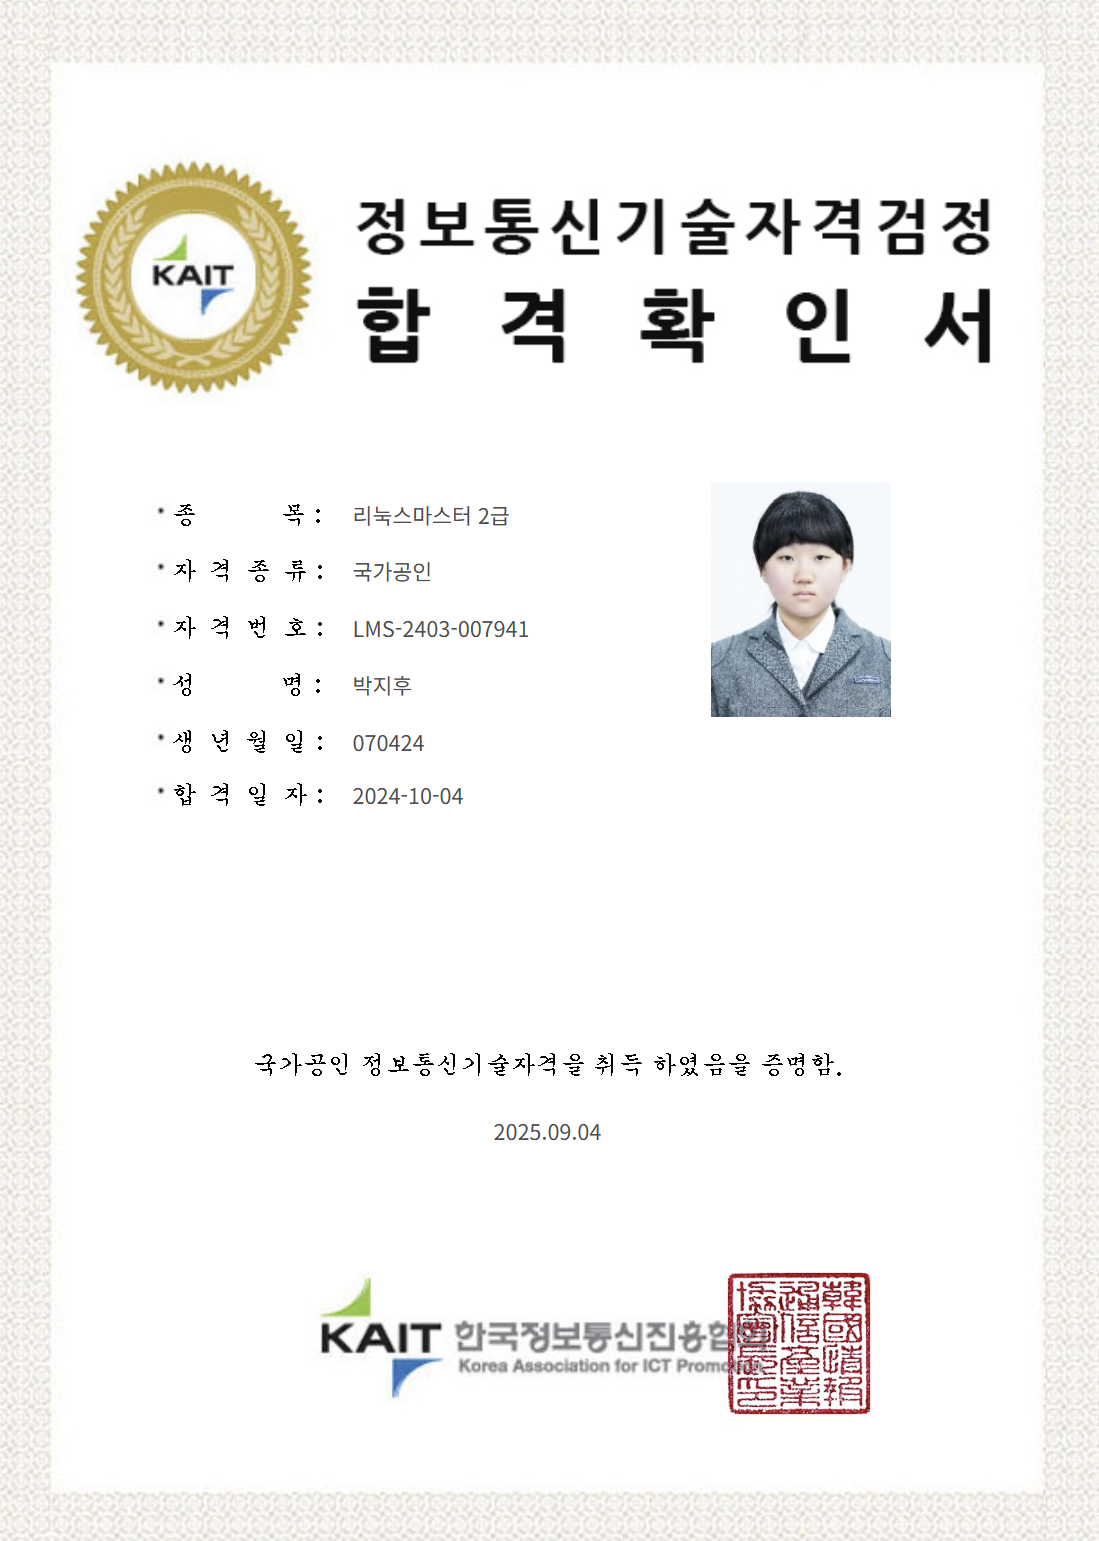 KAIT
정보통신기술자격검정
합격확인서
종 목 : 리눅스마스터 2급
자격종류 : 국가공인
자격번호 : LMS-2403-007941
성 명 : 박지후
생년월일 : 070424
합격일자 : 2024-10-04
국가공인 정보통신기술자격을 취득 하였음을 증명함.
2025.09.04
KAIT 한국정보통신진흥협회
Korea Association for ICT Promotion